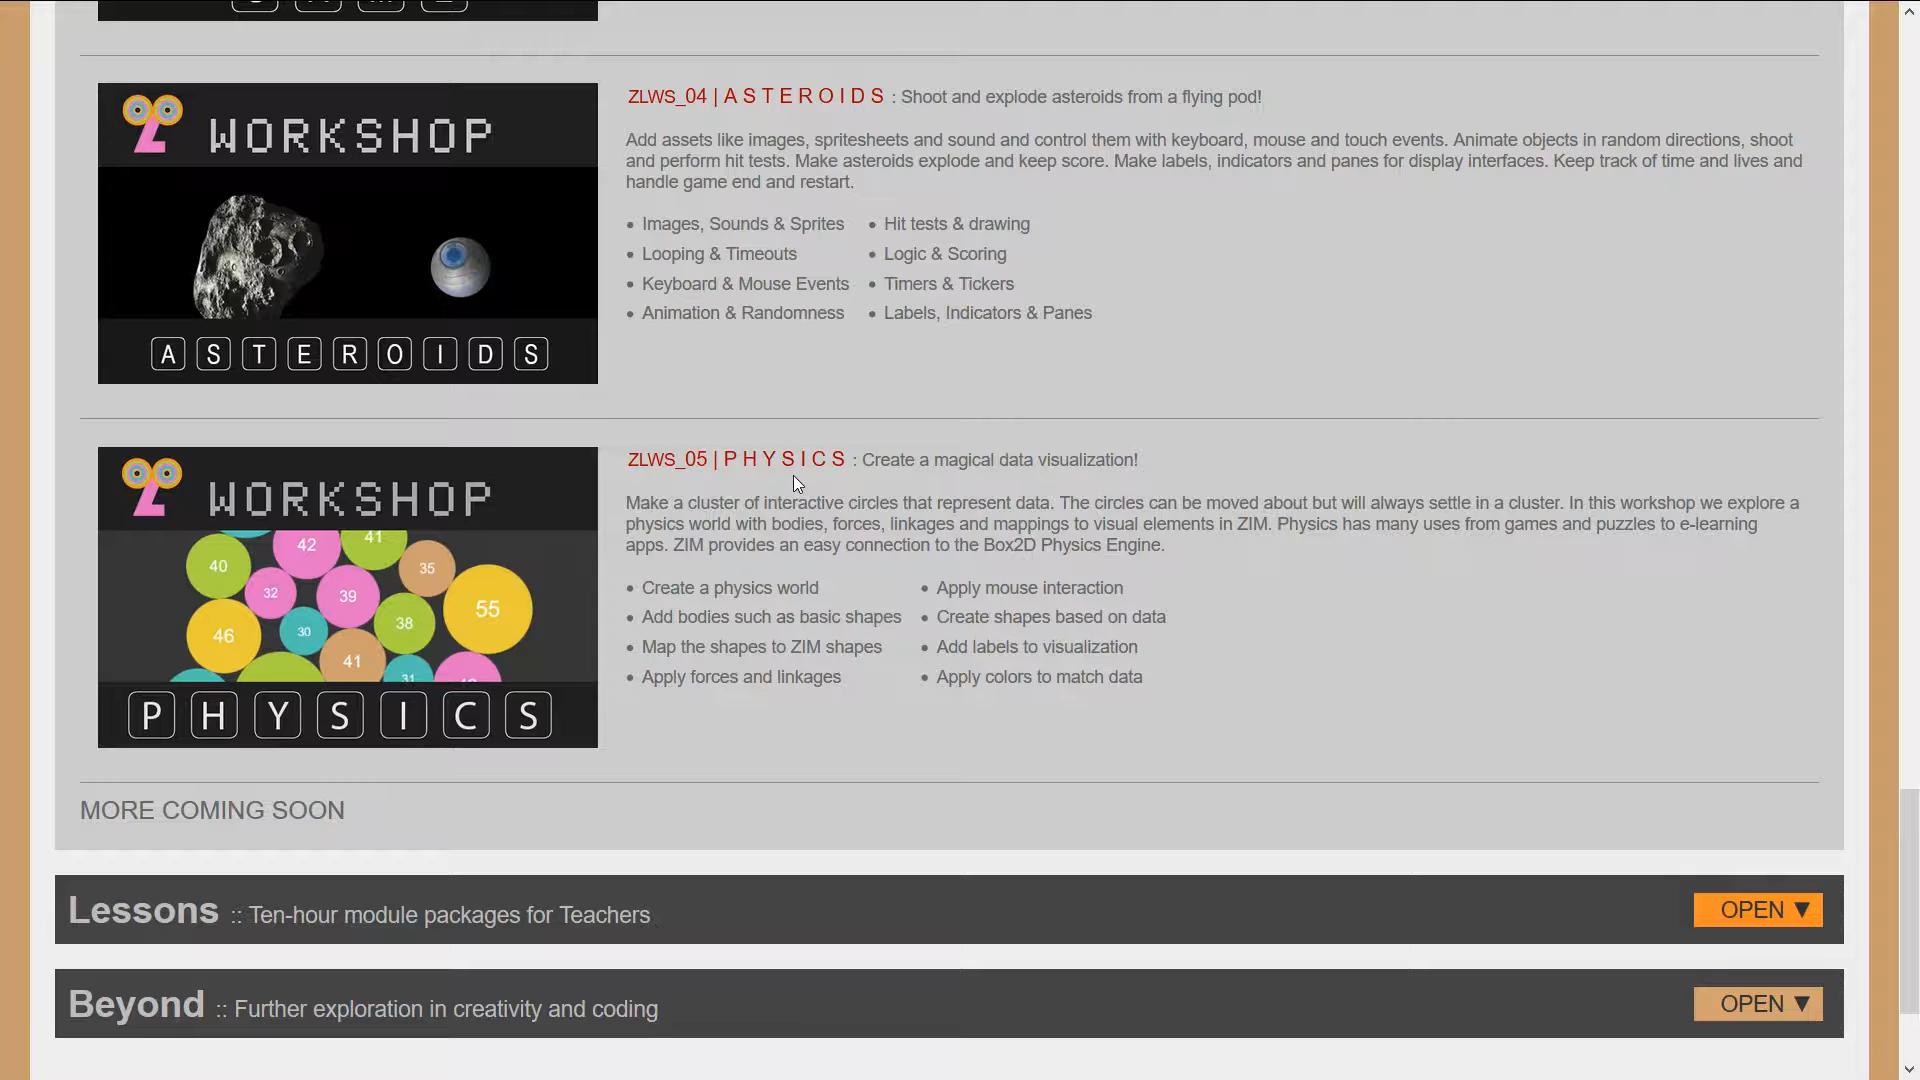 WORKSHOP
A S T E R O I D S
ZLWS_04 | A S T E R O I D S : Shoot and explode asteroids from a flying pod!
Add assets like images, spritesheets and sound and control them with keyboard, mouse and touch events. Animate objects in random directions, shoot
and perform hit tests. Make asteroids explode and keep score. Make labels, indicators and panes for display interfaces. Keep track of time and lives and
handle game end and restart.
• Images, Sounds & Sprites
• Looping & Timeouts
• Keyboard & Mouse Events
• Animation & Randomness
• Hit tests & drawing
• Logic & Scoring
• Timers & Tickers
• Labels, Indicators & Panes
WORKSHOP
42
41
40
35
32
39
55
46
30
38
41
31
P H Y S I C S
ZLWS_05 | P H Y S I C S : Create a magical data visualization!
Make a cluster of interactive circles that represent data. The circles can be moved about but will always settle in a cluster. In this workshop we explore a
physics world with bodies, forces, linkages and mappings to visual elements in ZIM. Physics has many uses from games and puzzles to e-learning
apps. ZIM provides an easy connection to the Box2D Physics Engine.
• Create a physics world
• Add bodies such as basic shapes
• Map the shapes to ZIM shapes
• Apply forces and linkages
• Apply mouse interaction
• Create shapes based on data
• Add labels to visualization
• Apply colors to match data
MORE COMING SOON
Lessons :: Ten-hour module packages for Teachers
OPEN ▼
Beyond :: Further exploration in creativity and coding
OPEN ▼